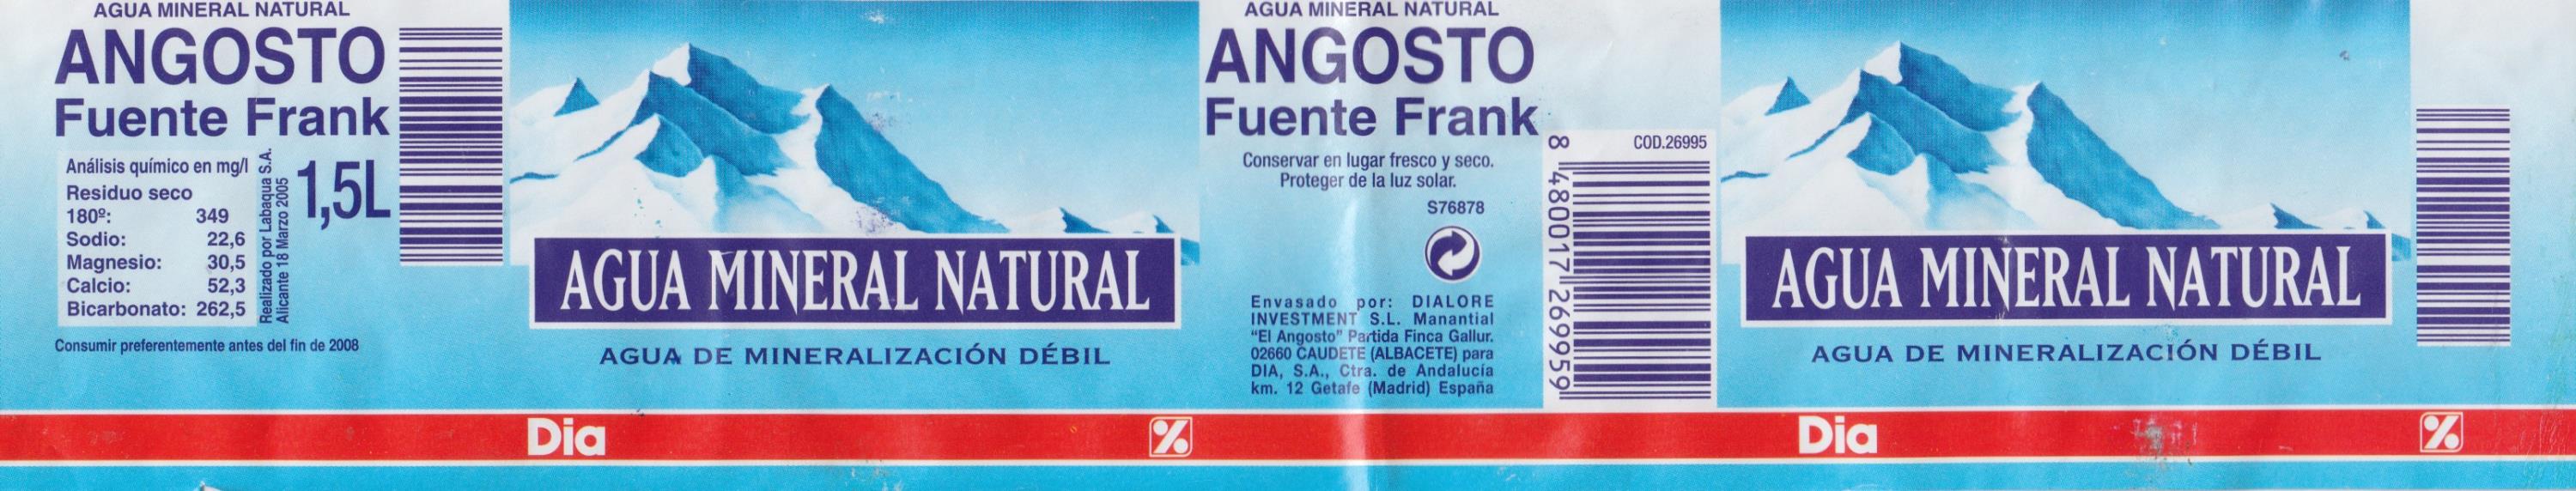 AGUA MINERAL NATURAL
ANGOSTO
Fuente Frank
Análisis químico en mg/l
Residuo seco
180º: 349
Sodio: 22,6
Magnesio: 30,5
Calcio: 52,3
Bicarbonato: 262,5
Realizado por Labaqua S.A.
Alicante 18 Marzo 2005
1,5L
Consumir preferentemente antes del fin de 2008
AGUA MINERAL NATURAL
AGUA DE MINERALIZACIÓN DÉBIL
AGUA MINERAL NATURAL
ANGOSTO
Fuente Frank
Conservar en lugar fresco y seco.
Proteger de la luz solar.
S76878
Envasado por: DIALORE
INVESTMENT S.L. Manantial
"El Angosto" Partida Finca Gallur.
02660 CAUDETE (ALBACETE) para
DIA, S.A., Ctra. de Andalucía
km. 12 Getafe (Madrid) España
COD.26995
8 480017 269959
AGUA MINERAL NATURAL
AGUA DE MINERALIZACIÓN DÉBIL
Dia %
Dia %